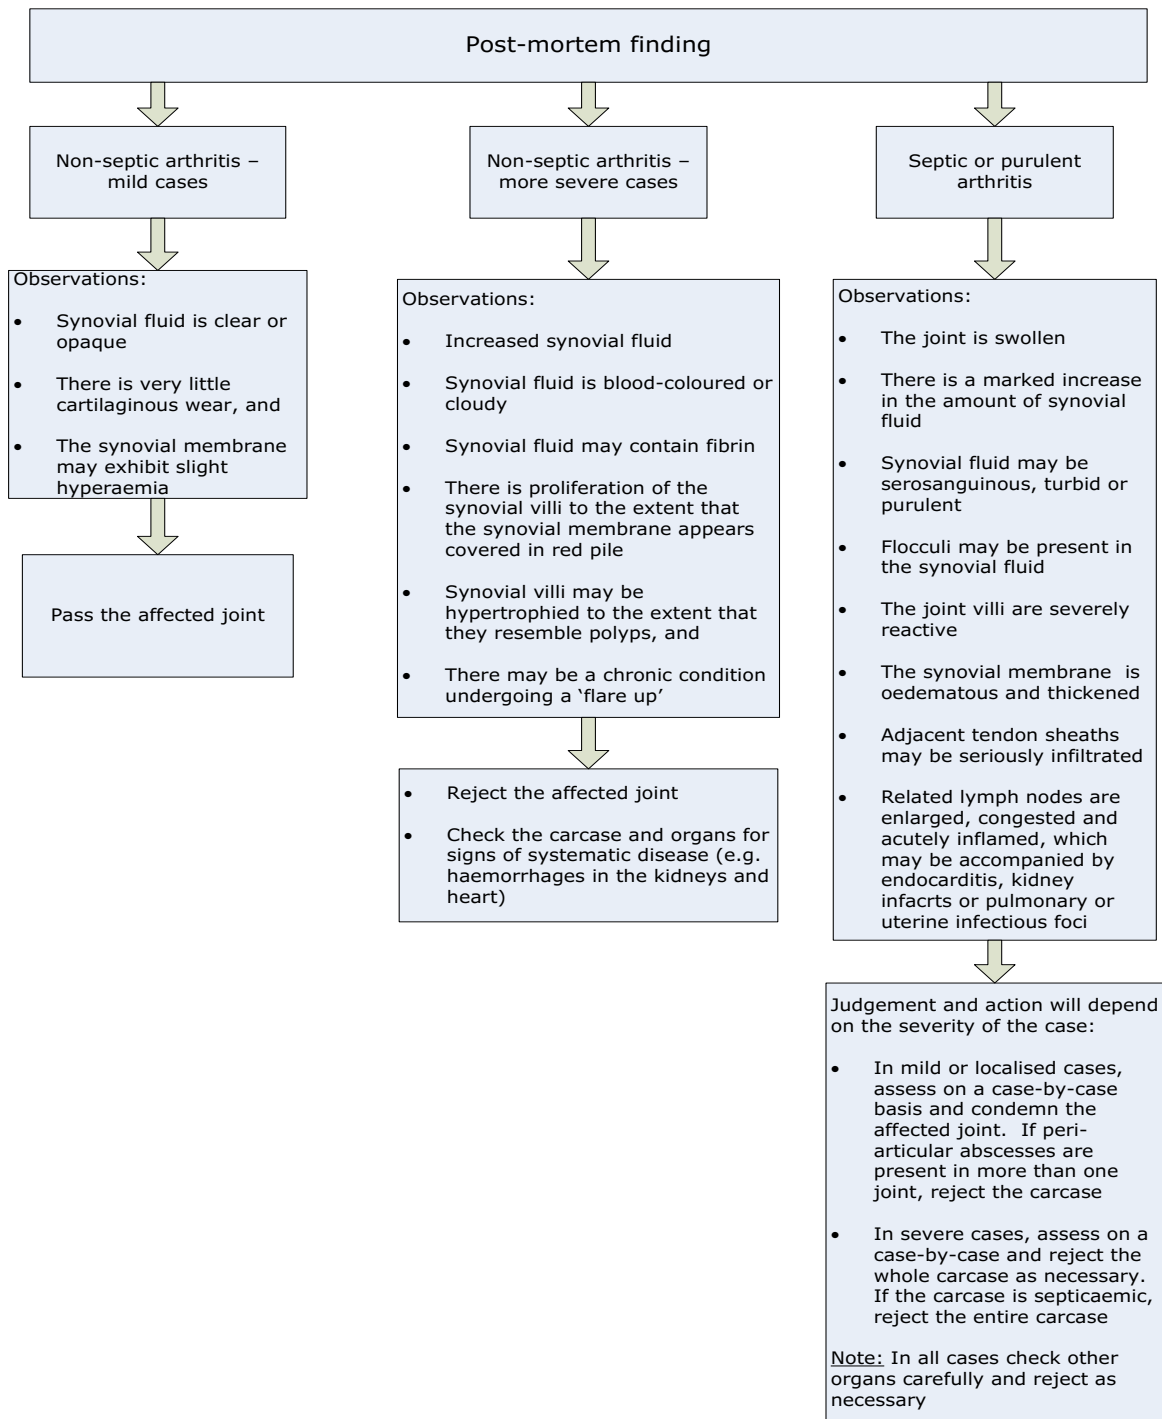 Post-mortem finding
Non-septic arthritis –
mild cases
Non-septic arthritis –
more severe cases
Septic or purulent
arthritis
Observations:
• Synovial fluid is clear or
opaque
• There is very little
cartilaginous wear, and
• The synovial membrane
may exhibit slight
hyperaemia
Pass the affected joint
Observations:
• Increased synovial fluid
• Synovial fluid is blood-coloured or
cloudy
• Synovial fluid may contain fibrin
• There is proliferation of the
synovial villi to the extent that
the synovial membrane appears
covered in red pile
• Synovial villi may be
hypertrophied to the extent that
they resemble polyps, and
• There may be a chronic condition
undergoing a ‘flare up’
• Reject the affected joint
• Check the carcase and organs for
signs of systematic disease (e.g.
haemorrhages in the kidneys and
heart)
Observations:
• The joint is swollen
• There is a marked increase
in the amount of synovial
fluid
• Synovial fluid may be
serosanguinous, turbid or
purulent
• Flocculi may be present in
the synovial fluid
• The joint villi are severely
reactive
• The synovial membrane is
oedematous and thickened
• Adjacent tendon sheaths
may be seriously infiltrated
• Related lymph nodes are
enlarged, congested and
acutely inflamed, which
may be accompanied by
endocarditis, kidney
infacrts or pulmonary or
uterine infectious foci
Judgement and action will depend
on the severity of the case:
• In mild or localised cases,
assess on a case-by-case
basis and condemn the
affected joint. If peri-
articular abscesses are
present in more than one
joint, reject the carcase
• In severe cases, assess on a
case-by-case and reject the
whole carcase as necessary.
If the carcase is septicaemic,
reject the entire carcase
Note: In all cases check other
organs carefully and reject as
necessary